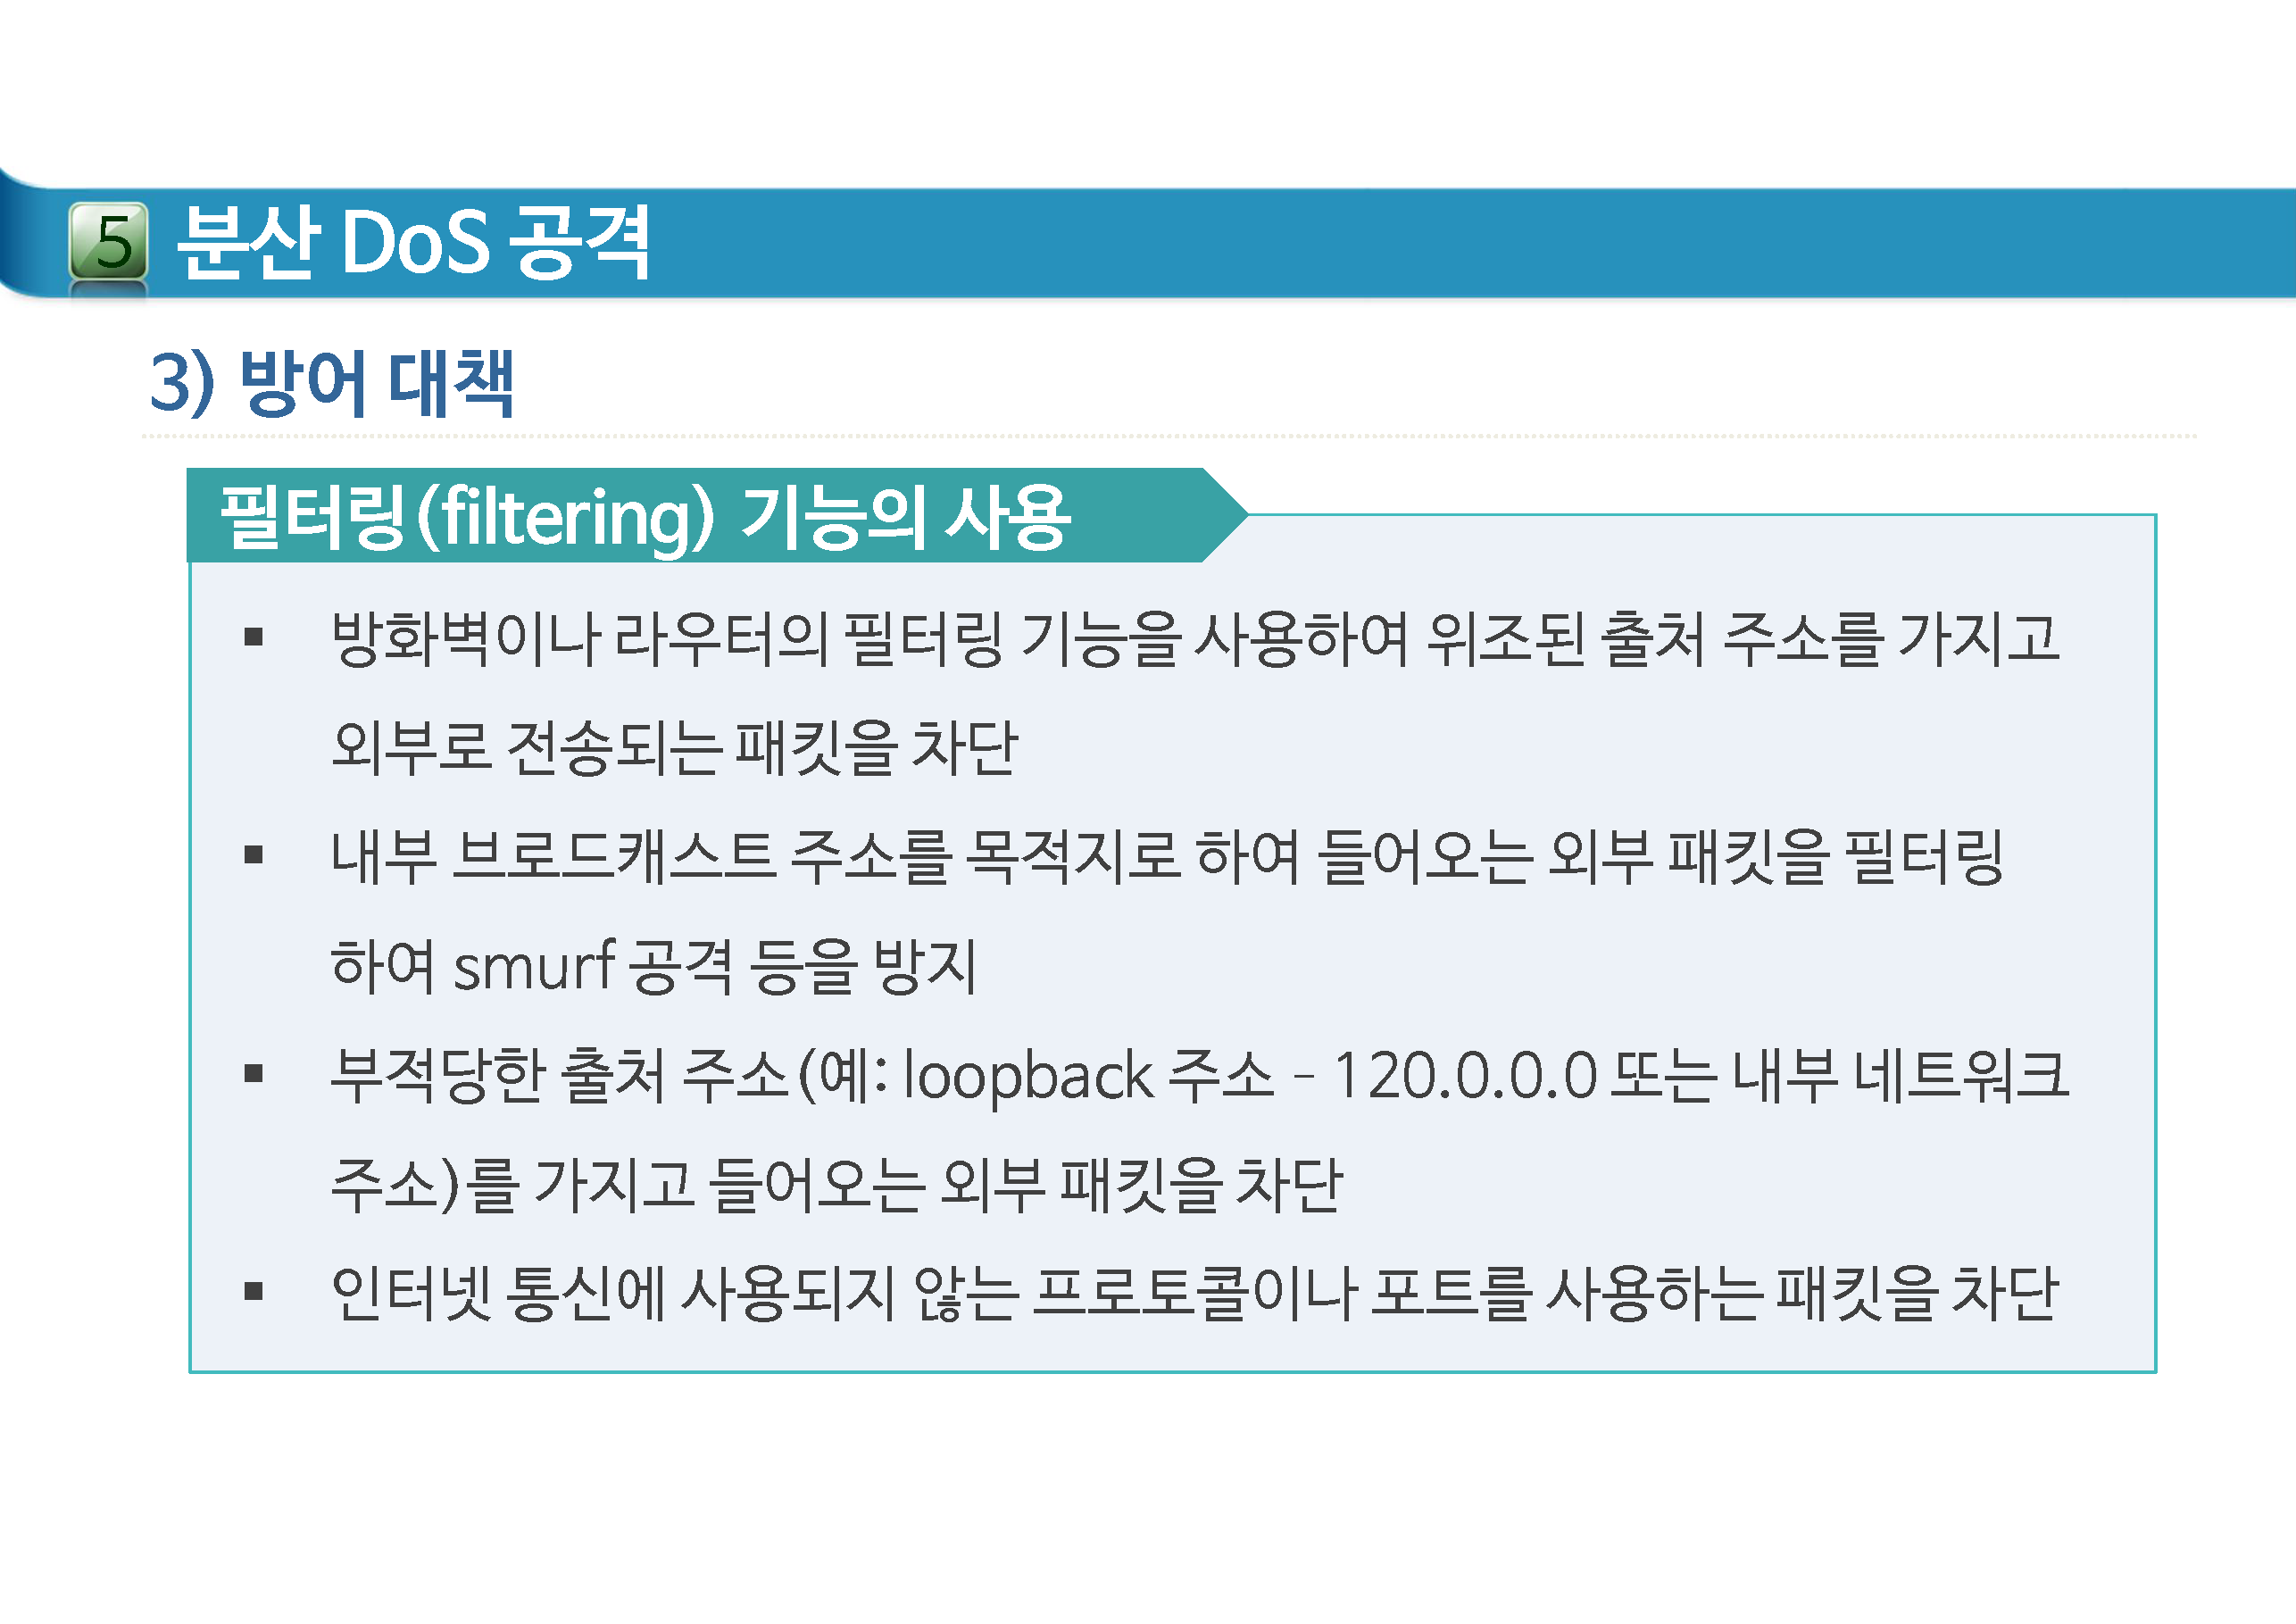 5 분산 DoS 공격
3) 방어 대책
필터링(filtering) 기능의 사용
▪ 방화벽이나 라우터의 필터링 기능을 사용하여 위조된 출처 주소를 가지고
외부로 전송되는 패킷을 차단
▪ 내부 브로드캐스트 주소를 목적지로 하여 들어오는 외부 패킷을 필터링
하여 smurf 공격 등을 방지
▪ 부적당한 출처 주소(예: loopback 주소 – 120.0.0.0 또는 내부 네트워크
주소)를 가지고 들어오는 외부 패킷을 차단
▪ 인터넷 통신에 사용되지 않는 프로토콜이나 포트를 사용하는 패킷을 차단